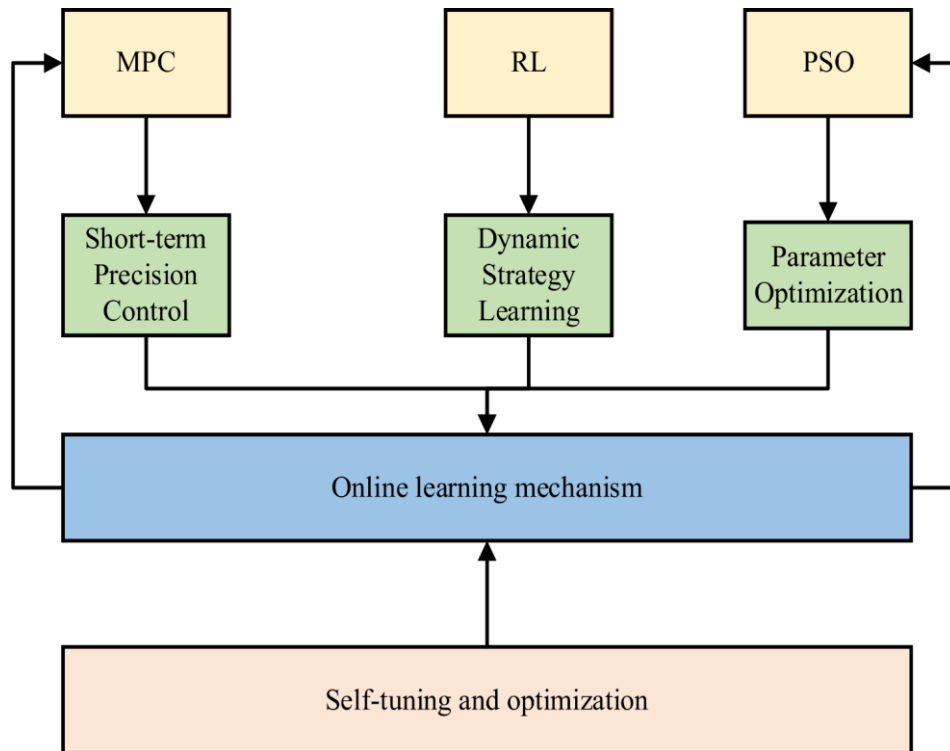 MPC
RL
PSO
Short-term
Precision
Control
Dynamic
Strategy
Learning
Parameter
Optimization
Online learning mechanism
Self-tuning and optimization